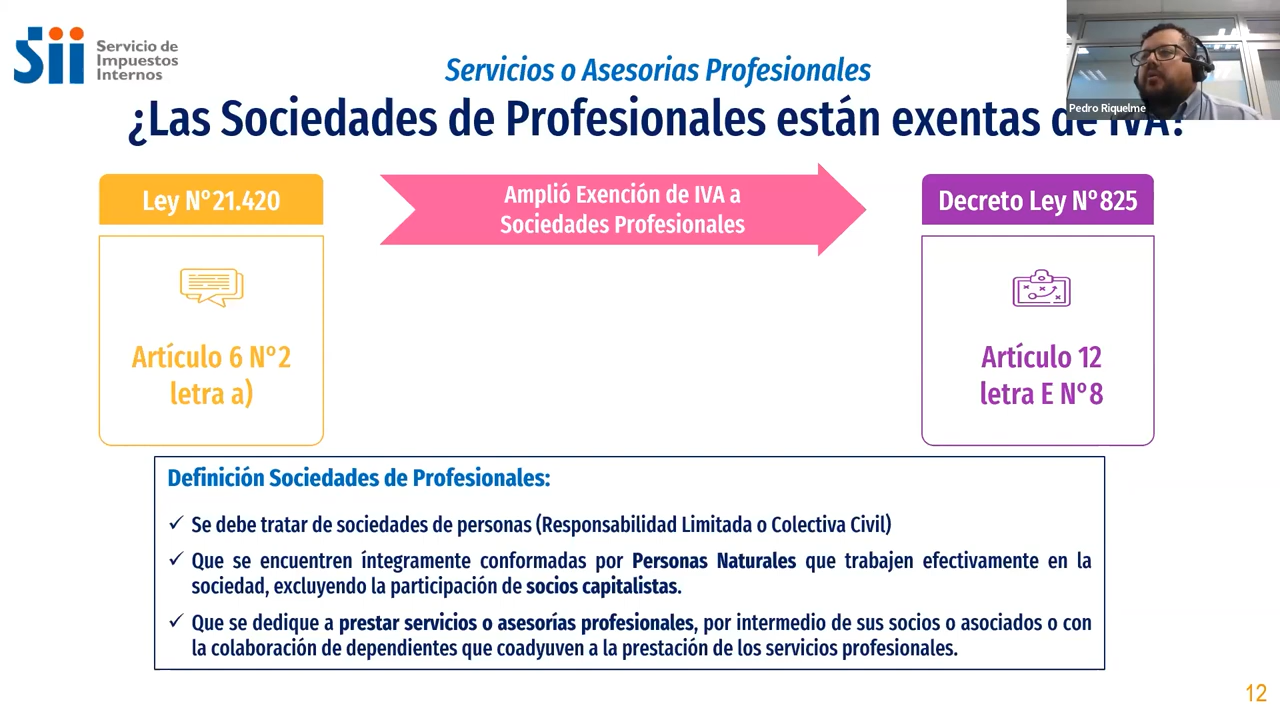 Sii Servicio de
Impuestos
Internos
Pedro Riquelme
Servicios o Asesorias Profesionales
¿Las Sociedades de Profesionales están exentas de IVA?
Ley N°21.420
Amplió Exención de IVA a
Sociedades Profesionales
Decreto Ley N°825
Artículo 6 N°2
letra a)
Artículo 12
letra E N°8
Definición Sociedades de Profesionales:
✓ Se debe tratar de sociedades de personas (Responsabilidad Limitada o Colectiva Civil)
✓ Que se encuentren íntegramente conformadas por Personas Naturales que trabajen efectivamente en la
sociedad, excluyendo la participación de socios capitalistas.
✓ Que se dedique a prestar servicios o asesorías profesionales, por intermedio de sus socios o asociados o con
la colaboración de dependientes que coadyuven a la prestación de los servicios profesionales.
12